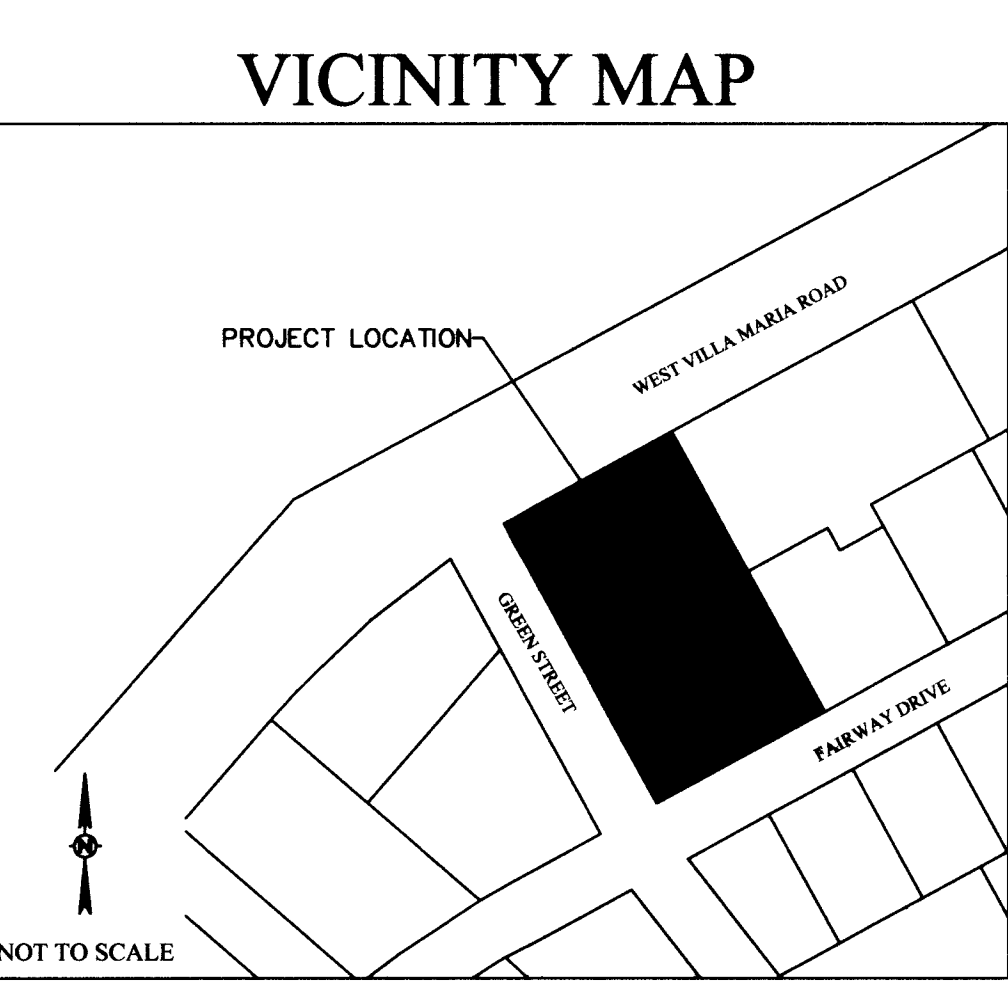 VICINITY MAP
WEST VILLA MARIA ROAD
PROJECT LOCATION
GREEN STREET
FAIRWAY DRIVE
N
NOT TO SCALE